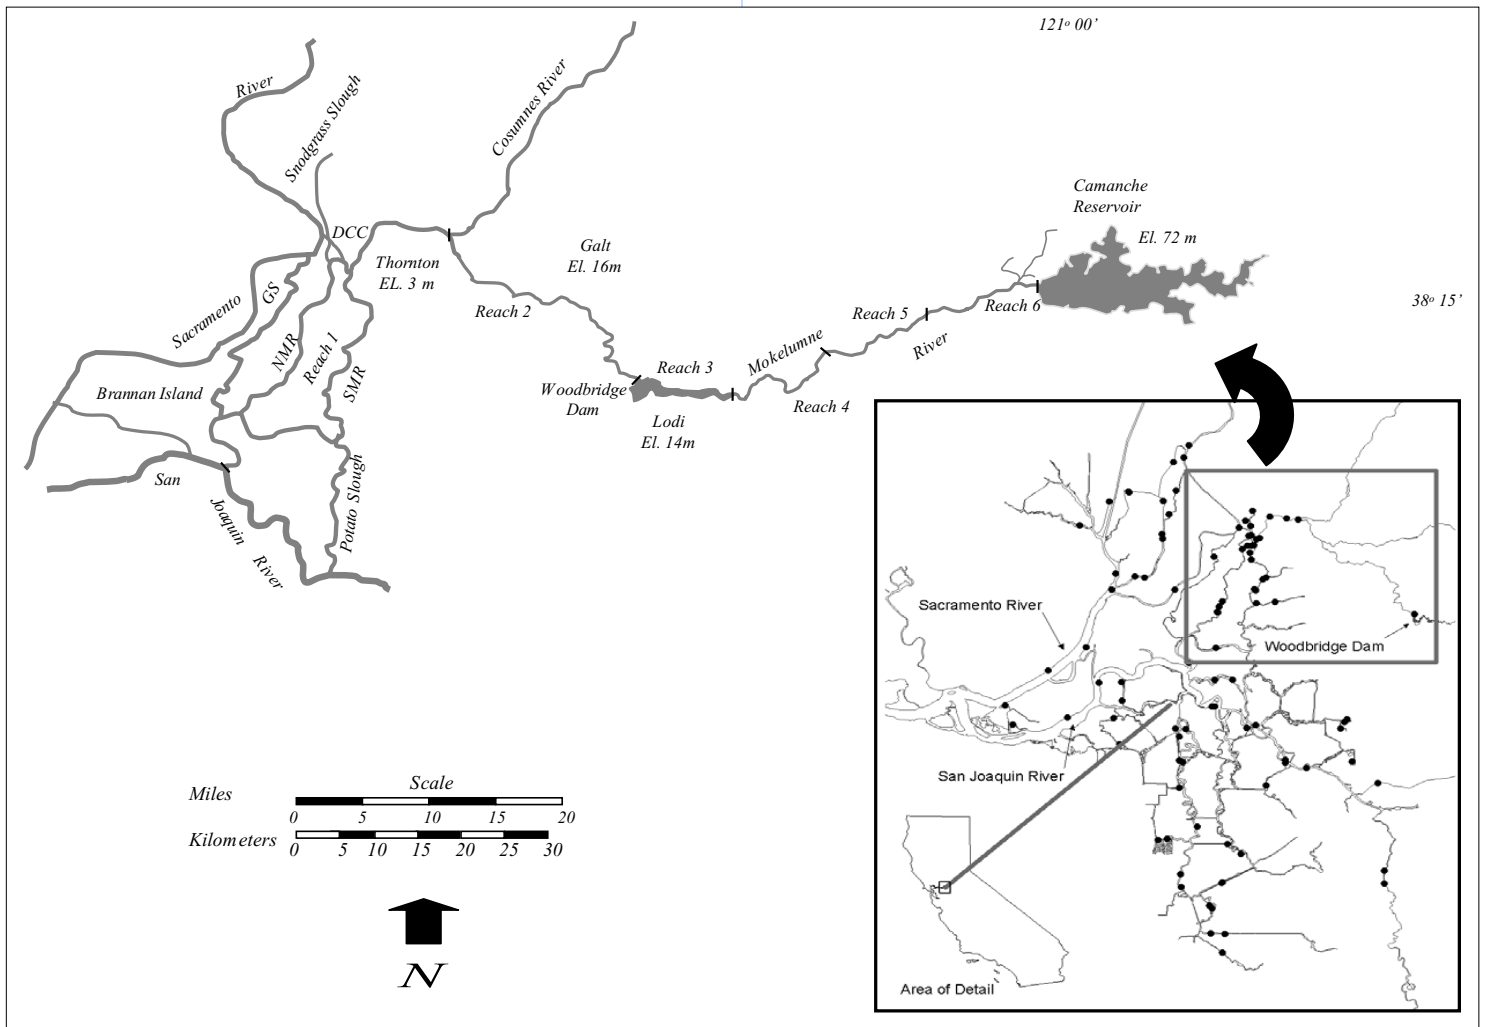 121º 00’
River
Snodgrass Slough
Cosumnes River
Camanche
Reservoir
El. 72 m
DCC
Galt
El. 16m
Thornton
EL. 3 m
38º 15’
Sacramento
GS
Reach 2
Reach 5
Reach 6
River
NMR
Reach 1
SMR
Mokelumne
Reach 3
Brannan Island
Woodbridge
Dam
Reach 4
Lodi
El. 14m
San
Joaquin
River
Potato Slough
Sacramento River
Woodbridge Dam
San Joaquin River
Area of Detail
Scale
Miles
0 5 10 15 20
Kilometers
0 5 10 15 20 25 30
N